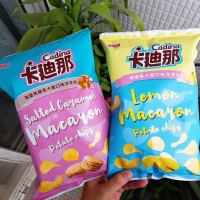 Cadina
卡迪那
Salted Caramel
Macaron
Potato chips
Cadina
卡迪那
Lemon
Macaron
Potato chips